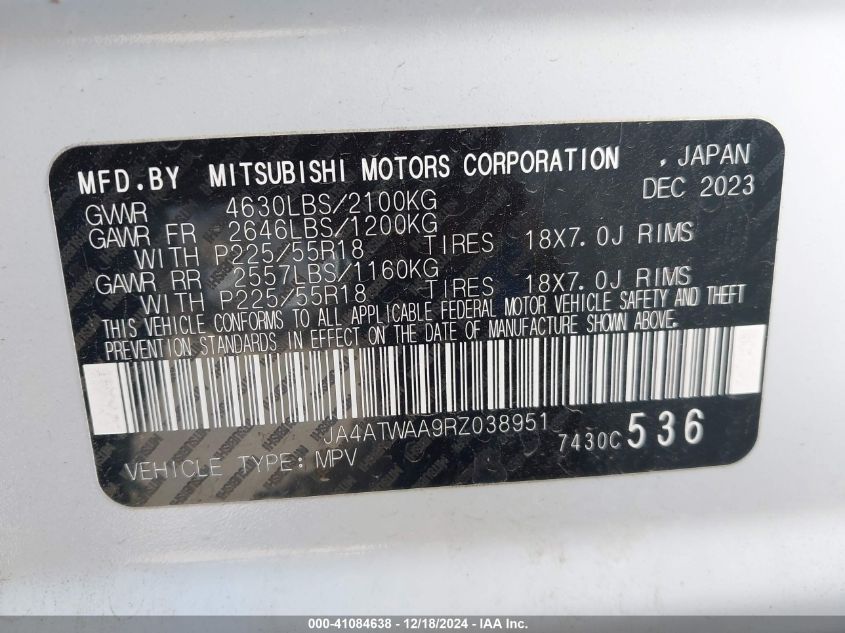 MFD.BY MITSUBISHI MOTORS CORPORATION , JAPAN
DEC 2023
GVWR 4630LBS/2100KG
GAWR FR 2646LBS/1200KG
WITH P225/55R18 TIRES 18X7.0J RIMS
GAWR RR 2557LBS/1160KG
WITH P225/55R18 TIRES 18X7.0J RIMS
THIS VEHICLE CONFORMS TO ALL APPLICABLE FEDERAL MOTOR VEHICLE SAFETY AND THEFT
PREVENTION STANDARDS IN EFFECT ON THE DATE OF MANUFACTURE SHOWN ABOVE.
JA4ATWAA9RZ038951
7430C 536
VEHICLE TYPE: MPV
000-41084638 - 12/18/2024 - IAA Inc.